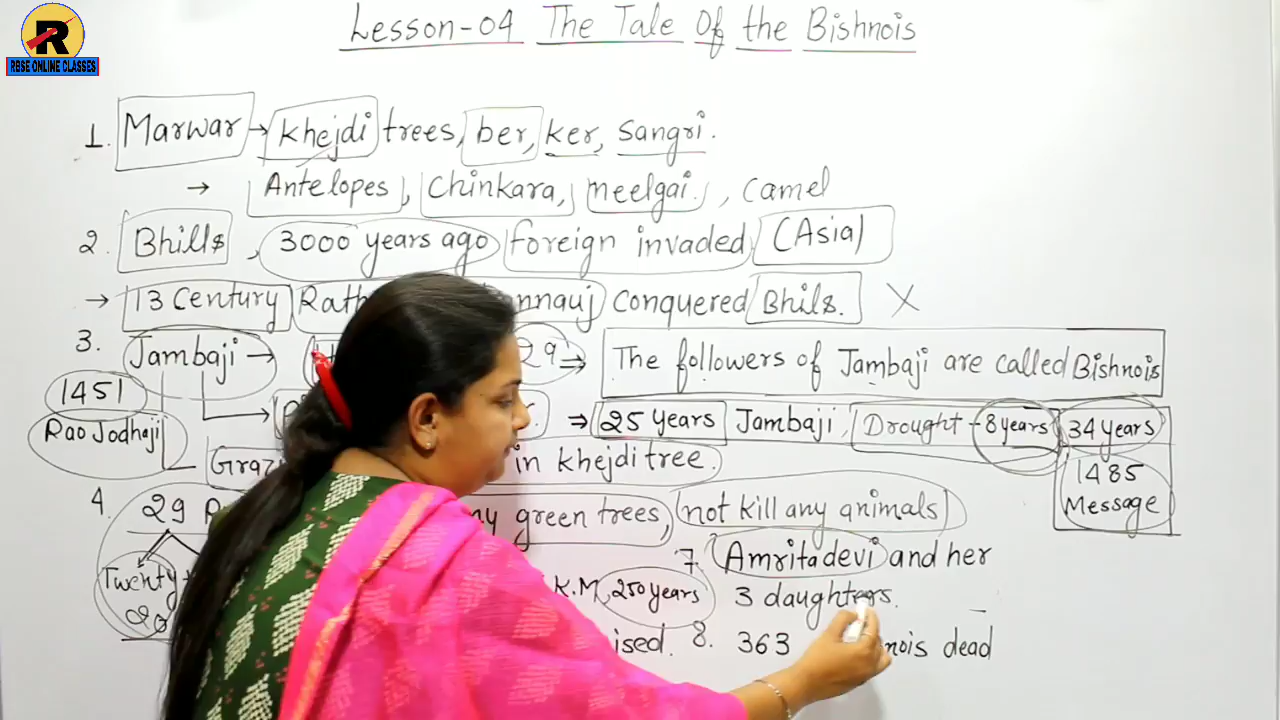 R
RBSE ONLINE CLASSES
Lesson-04 The Tale Of the Bishnois
1. Marwar → Khejdi trees, ber, ker, sangri.
→ Antelopes, Chinkara, neelgai, camel
2. Bhills, 3000 years ago foreign invaded (Asia)
→ 13 Century conquered Bhils. X
3. Jambaji → 29 ⇒ The followers of Jambaji are called Bishnois
1451
Rao Jodhaji
⇒ 25 years Jambaji, Drought - 8 years 34 years
in khejdi tree. 1485
Message
4. 29 green trees, not kill any animals
Twenty
20
K.M, 250 years
7. Amritadevi and her
3 daughters.
8. 363 dead